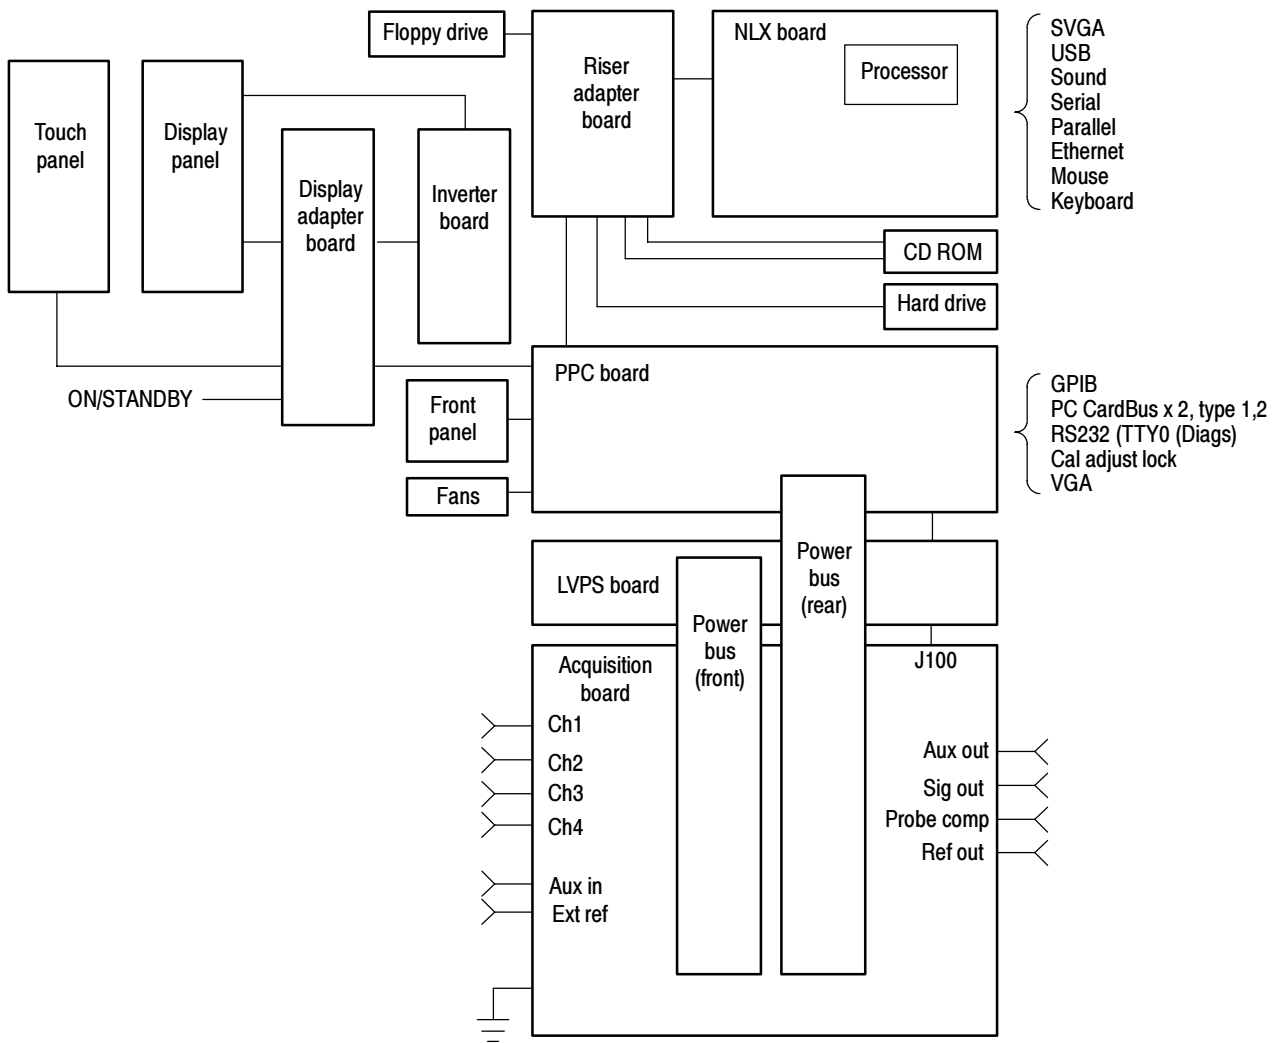 Floppy drive
Riser
adapter
board
NLX board
Processor
SVGA
USB
Sound
Serial
Parallel
Ethernet
Mouse
Keyboard
Touch
panel
Display
panel
Display
adapter
board
Inverter
board
CD ROM
Hard drive
ON/STANDBY
PPC board
Front
panel
Fans
GPIB
PC CardBus x 2, type 1,2
RS232 (TTY0 (Diags)
Cal adjust lock
VGA
LVPS board
Power
bus
(rear)
Power
bus
(front)
Acquisition
board
J100
Ch1
Ch2
Ch3
Ch4
Aux in
Ext ref
Aux out
Sig out
Probe comp
Ref out